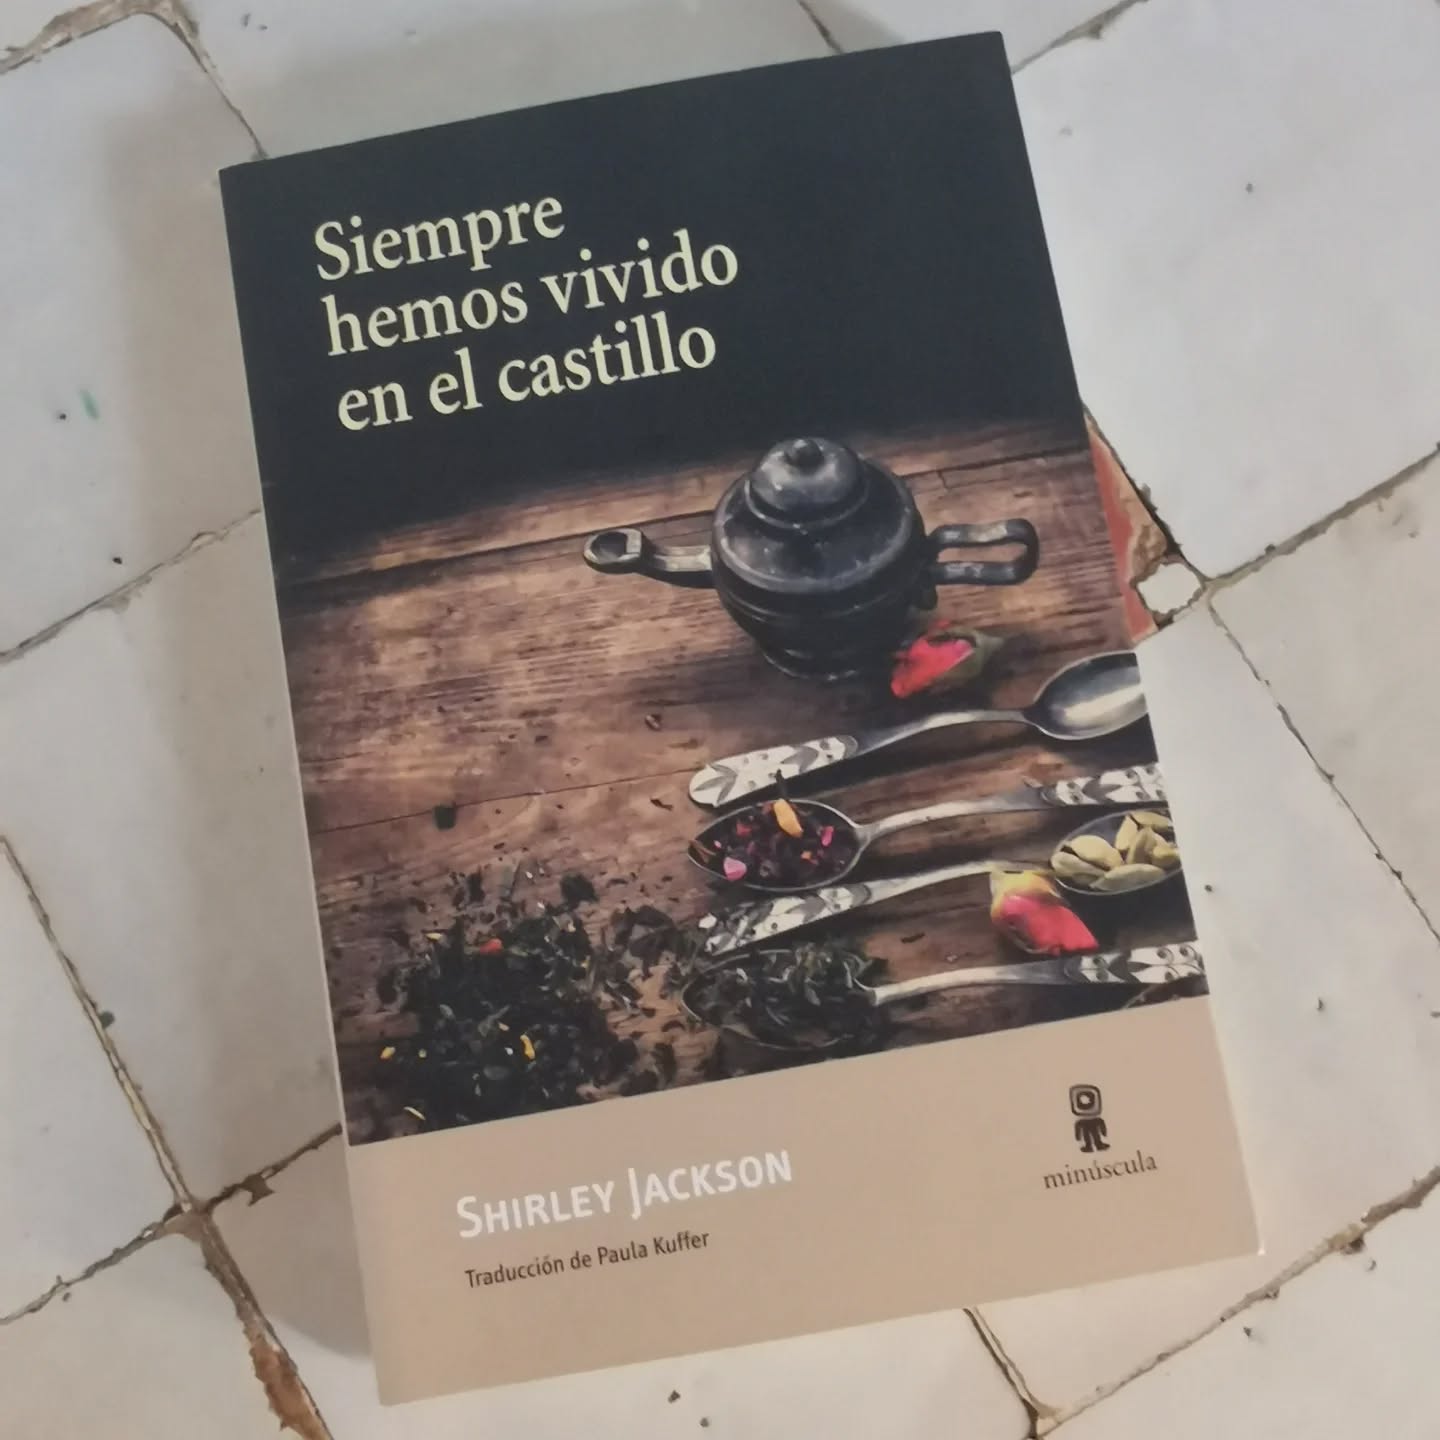 Siempre
hemos vivido
en el castillo
SHIRLEY JACKSON
Traducción de Paula Kuffer
minúscula